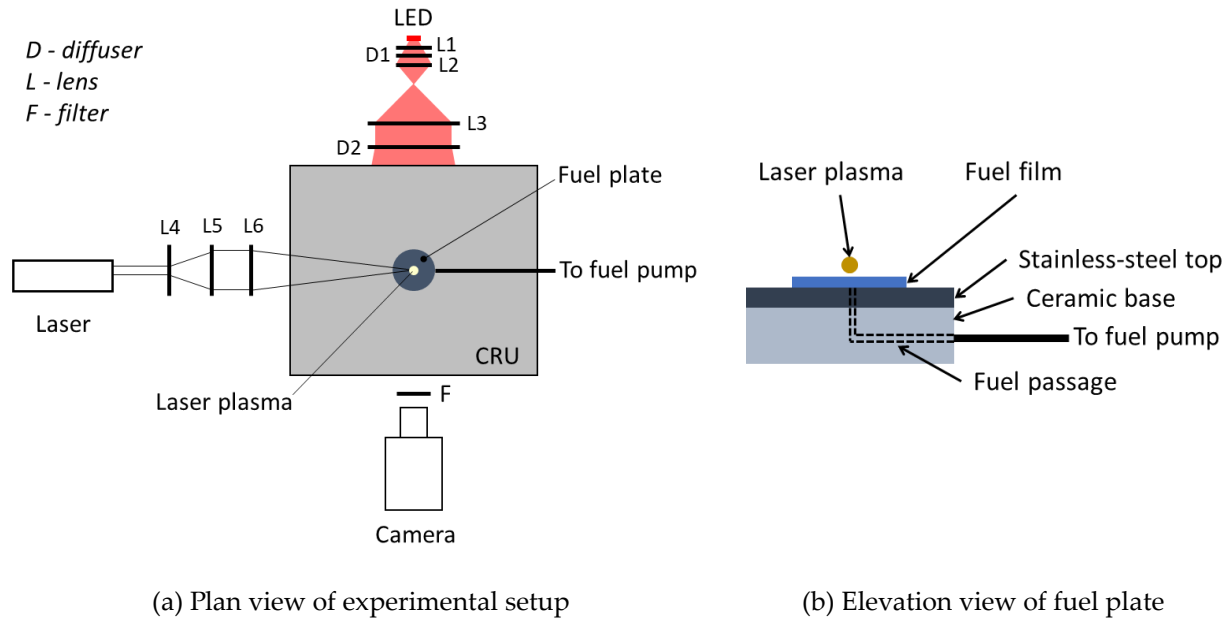 LED
D - diffuser
L - lens
F - filter
D1
L1
L2
L3
D2
Fuel plate
L4
L5
L6
To fuel pump
Laser
CRU
Laser plasma
F
Camera
(a) Plan view of experimental setup
Laser plasma
Fuel film
Stainless-steel top
Ceramic base
To fuel pump
Fuel passage
(b) Elevation view of fuel plate